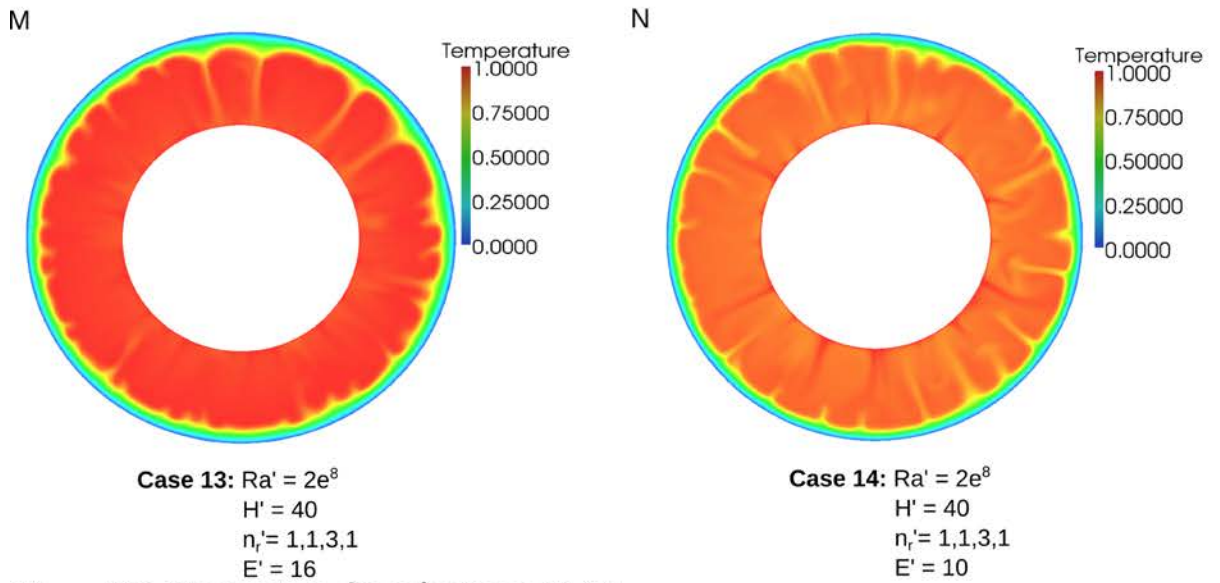 M
Temperature
1.0000
0.75000
0.50000
0.25000
0.0000
Case 13: Ra' = 2e⁸
H' = 40
nᵣ'= 1,1,3,1
E' = 16
N
Temperature
1.0000
0.75000
0.50000
0.25000
0.0000
Case 14: Ra' = 2e⁸
H' = 40
nᵣ'= 1,1,3,1
E' = 10